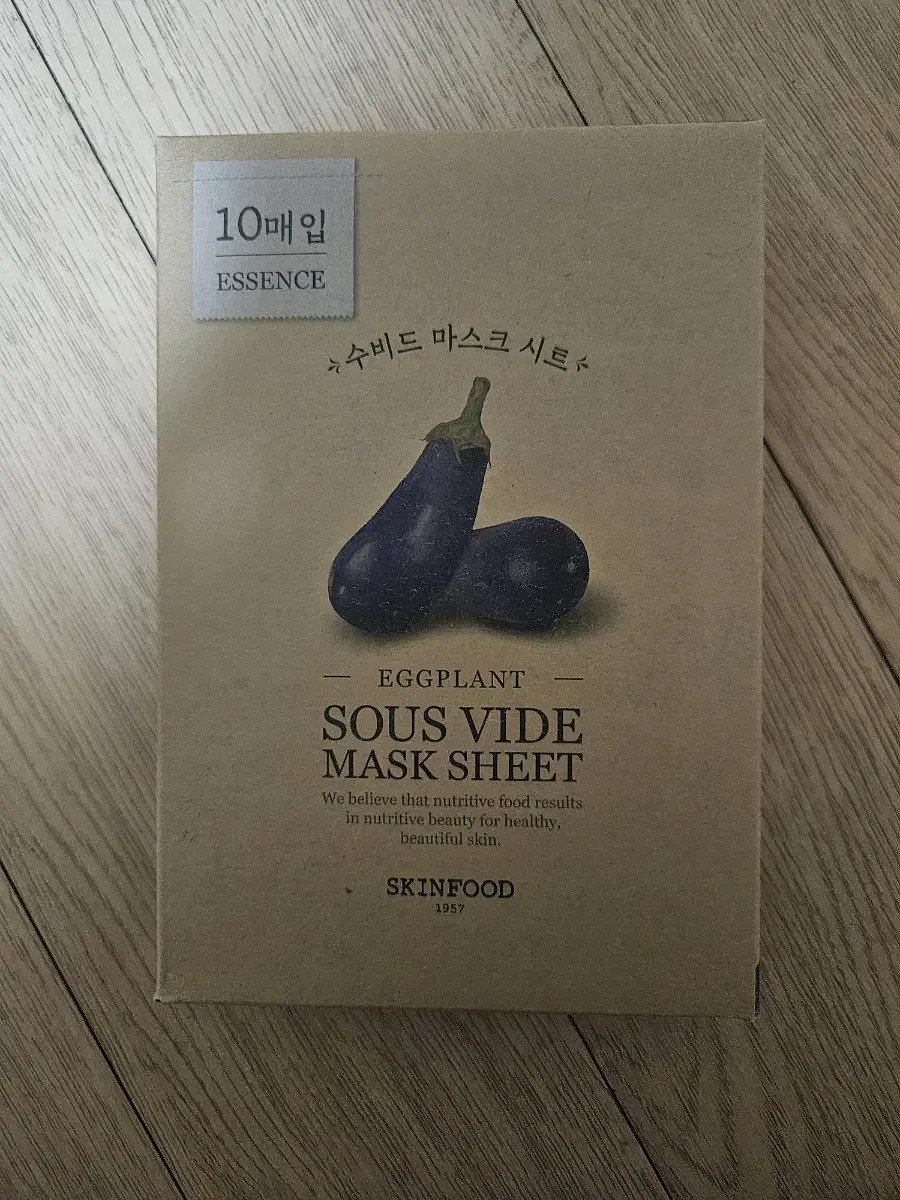 10매입
ESSENCE
수비드 마스크 시트
EGGPLANT
SOUS VIDE
MASK SHEET
We believe that nutritive food results
in nutritive beauty for healthy,
beautiful skin.
SKINFOOD
1957